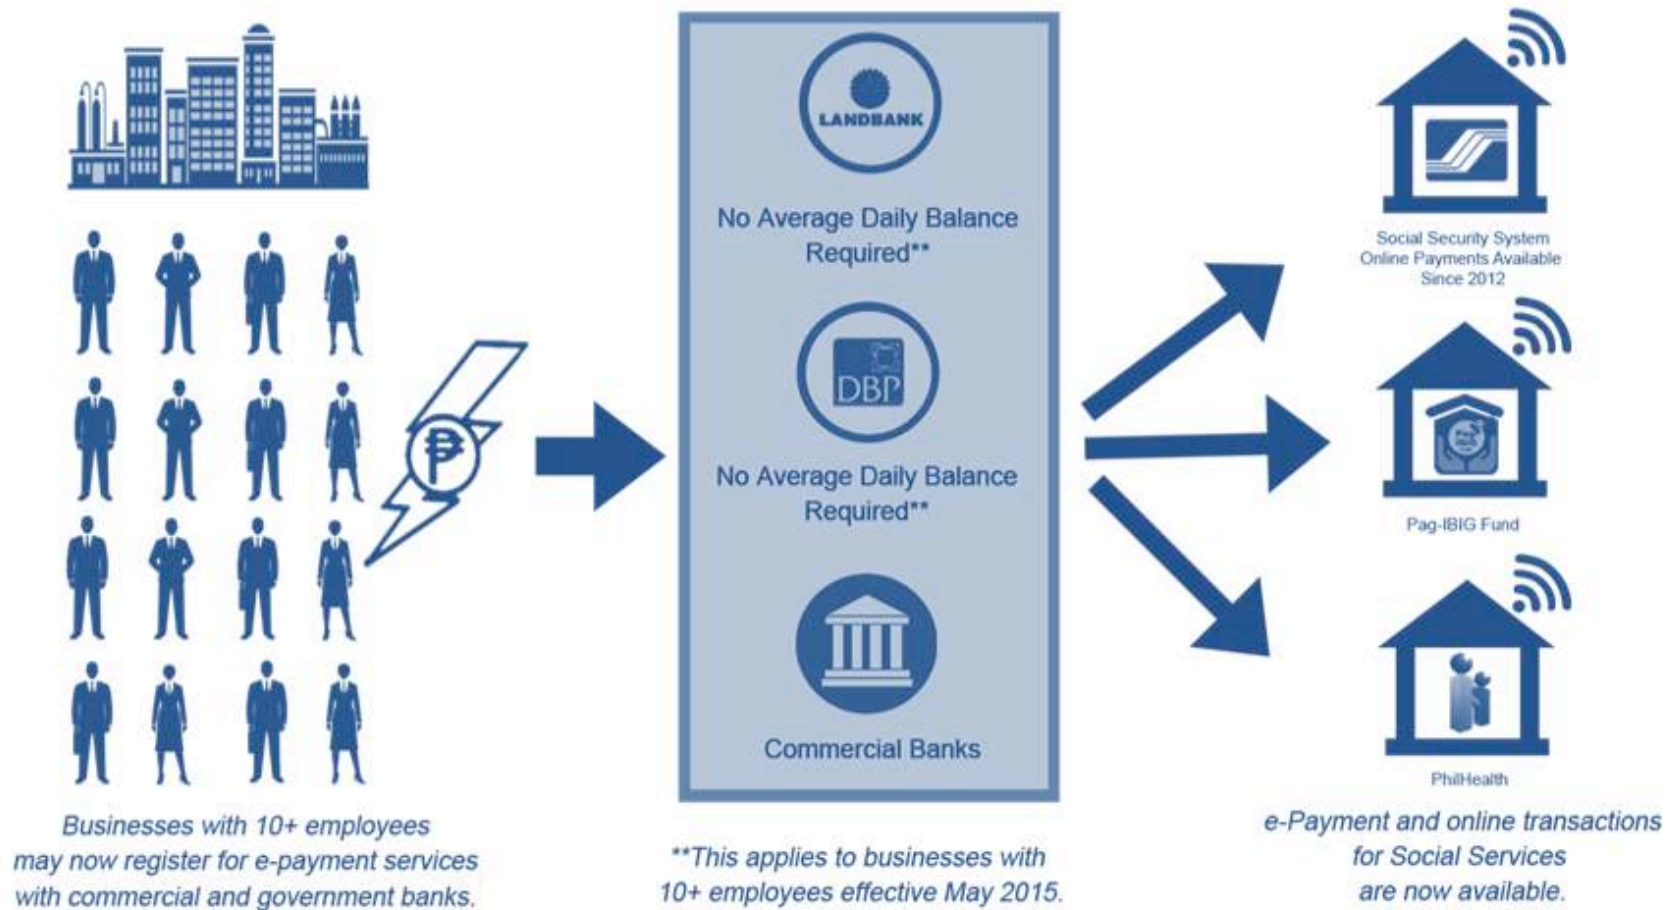 LANDBANK
No Average Daily Balance
Required**
DBP
No Average Daily Balance
Required**
Commercial Banks
Social Security System
Online Payments Available
Since 2012
Pag-IBIG Fund
PhilHealth
Businesses with 10+ employees
may now register for e-payment services
with commercial and government banks.
**This applies to businesses with
10+ employees effective May 2015.
e-Payment and online transactions
for Social Services
are now available.